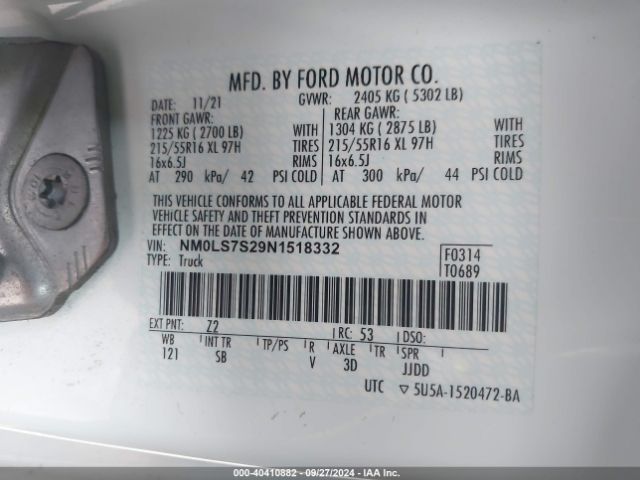 MFD. BY FORD MOTOR CO.
DATE: 11/21 GVWR: 2405 KG ( 5302 LB)
FRONT GAWR: REAR GAWR:
1225 KG ( 2700 LB) WITH 1304 KG ( 2875 LB) WITH
215/55R16 XL 97H TIRES 215/55R16 XL 97H TIRES
16x6.5J RIMS 16x6.5J RIMS
AT 290 kPa/ 42 PSI COLD AT 300 kPa/ 44 PSI COLD
THIS VEHICLE CONFORMS TO ALL APPLICABLE FEDERAL MOTOR
VEHICLE SAFETY AND THEFT PREVENTION STANDARDS IN
EFFECT ON THE DATE OF MANUFACTURE SHOWN ABOVE.
VIN: NM0LS7S29N1518332 F0314
TYPE: Truck T0689
EXT PNT: Z2 RC: 53 DSO:
WB INT TR TP/PS R AXLE TR SPR
121 SB V 3D JJDD
UTC ▽ 5U5A-1520472-BA
000-40410882 - 09/27/2024 - IAA Inc.